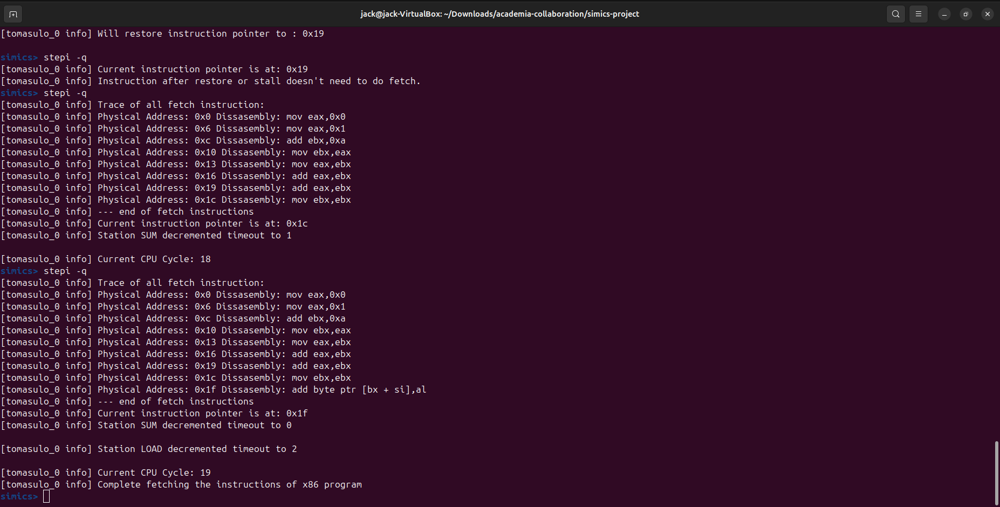 jack@jack-VirtualBox: ~/Downloads/academia-collaboration/simics-project
[tomasulo_0 info] Will restore instruction pointer to : 0x19
simics> stepi -q
[tomasulo_0 info] Current instruction pointer is at: 0x19
[tomasulo_0 info] Instruction after restore or stall doesn't need to do fetch.
simics> stepi -q
[tomasulo_0 info] Trace of all fetch instruction:
[tomasulo_0 info] Physical Address: 0x0 Dissasembly: mov eax,0x0
[tomasulo_0 info] Physical Address: 0x6 Dissasembly: mov eax,0x1
[tomasulo_0 info] Physical Address: 0xc Dissasembly: add ebx,0xa
[tomasulo_0 info] Physical Address: 0x10 Dissasembly: mov ebx,eax
[tomasulo_0 info] Physical Address: 0x13 Dissasembly: mov eax,ebx
[tomasulo_0 info] Physical Address: 0x16 Dissasembly: add eax,ebx
[tomasulo_0 info] Physical Address: 0x19 Dissasembly: add eax,ebx
[tomasulo_0 info] Physical Address: 0x1c Dissasembly: mov ebx,ebx
[tomasulo_0 info] --- end of fetch instructions
[tomasulo_0 info] Current instruction pointer is at: 0x1c
[tomasulo_0 info] Station SUM decremented timeout to 1
[tomasulo_0 info] Current CPU Cycle: 18
simics> stepi -q
[tomasulo_0 info] Trace of all fetch instruction:
[tomasulo_0 info] Physical Address: 0x0 Dissasembly: mov eax,0x0
[tomasulo_0 info] Physical Address: 0x6 Dissasembly: mov eax,0x1
[tomasulo_0 info] Physical Address: 0xc Dissasembly: add ebx,0xa
[tomasulo_0 info] Physical Address: 0x10 Dissasembly: mov ebx,eax
[tomasulo_0 info] Physical Address: 0x13 Dissasembly: mov eax,ebx
[tomasulo_0 info] Physical Address: 0x16 Dissasembly: add eax,ebx
[tomasulo_0 info] Physical Address: 0x19 Dissasembly: add eax,ebx
[tomasulo_0 info] Physical Address: 0x1c Dissasembly: mov ebx,ebx
[tomasulo_0 info] Physical Address: 0x1f Dissasembly: add byte ptr [bx + si],al
[tomasulo_0 info] --- end of fetch instructions
[tomasulo_0 info] Current instruction pointer is at: 0x1f
[tomasulo_0 info] Station SUM decremented timeout to 0
[tomasulo_0 info] Station LOAD decremented timeout to 2
[tomasulo_0 info] Current CPU Cycle: 19
[tomasulo_0 info] Complete fetching the instructions of x86 program
simics>